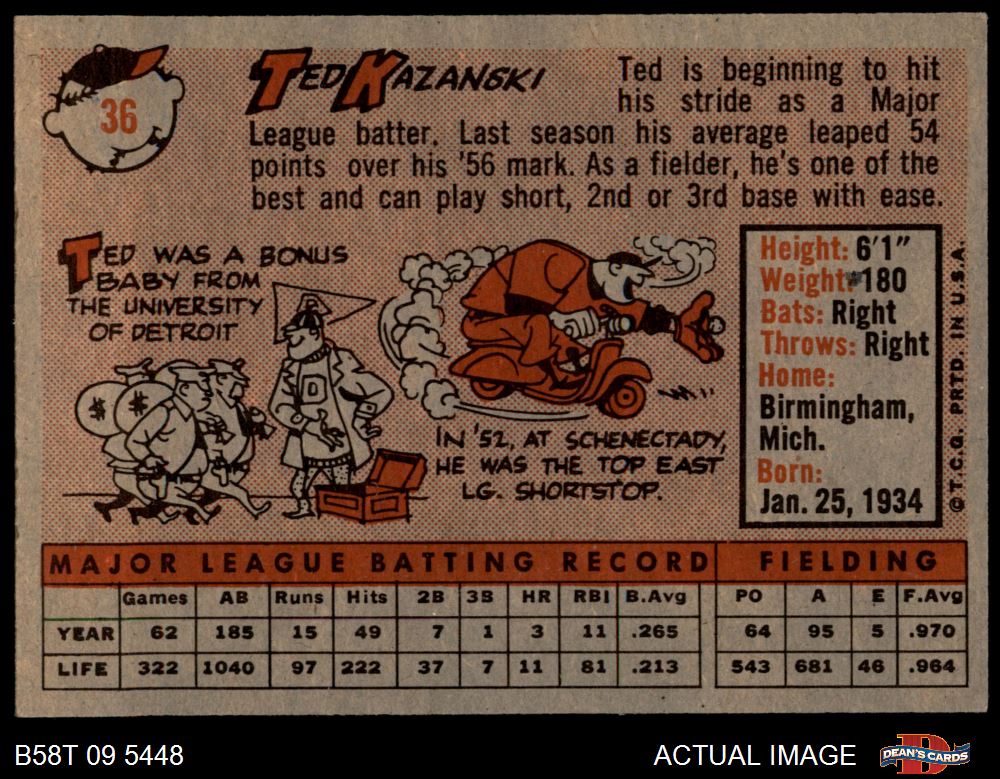 36
TED KAZANSKI
Ted is beginning to hit
his stride as a Major
League batter. Last season his average leaped 54
points over his '56 mark. As a fielder, he's one of the
best and can play short, 2nd or 3rd base with ease.
TED WAS A BONUS
BABY FROM
THE UNIVERSITY
OF DETROIT
D
D
$
$
IN '52, AT SCHENECTADY,
HE WAS THE TOP EAST
LG. SHORTSTOP.
Height: 6'1"
Weight: 180
Bats: Right
Throws: Right
Home:
Birmingham,
Mich.
Born:
Jan. 25, 1934
© T.C.G. PRTD. IN U.S.A.
MAJOR LEAGUE BATTING RECORD FIELDING
Games AB Runs Hits 2B 3B HR RBI B.Avg PO A E F.Avg
YEAR 62 185 15 49 7 1 3 11 .265 64 95 5 .970
LIFE 322 1040 97 222 37 7 11 81 .213 543 681 46 .964
B58T 09 5448 ACTUAL IMAGE DEAN'S CARDS